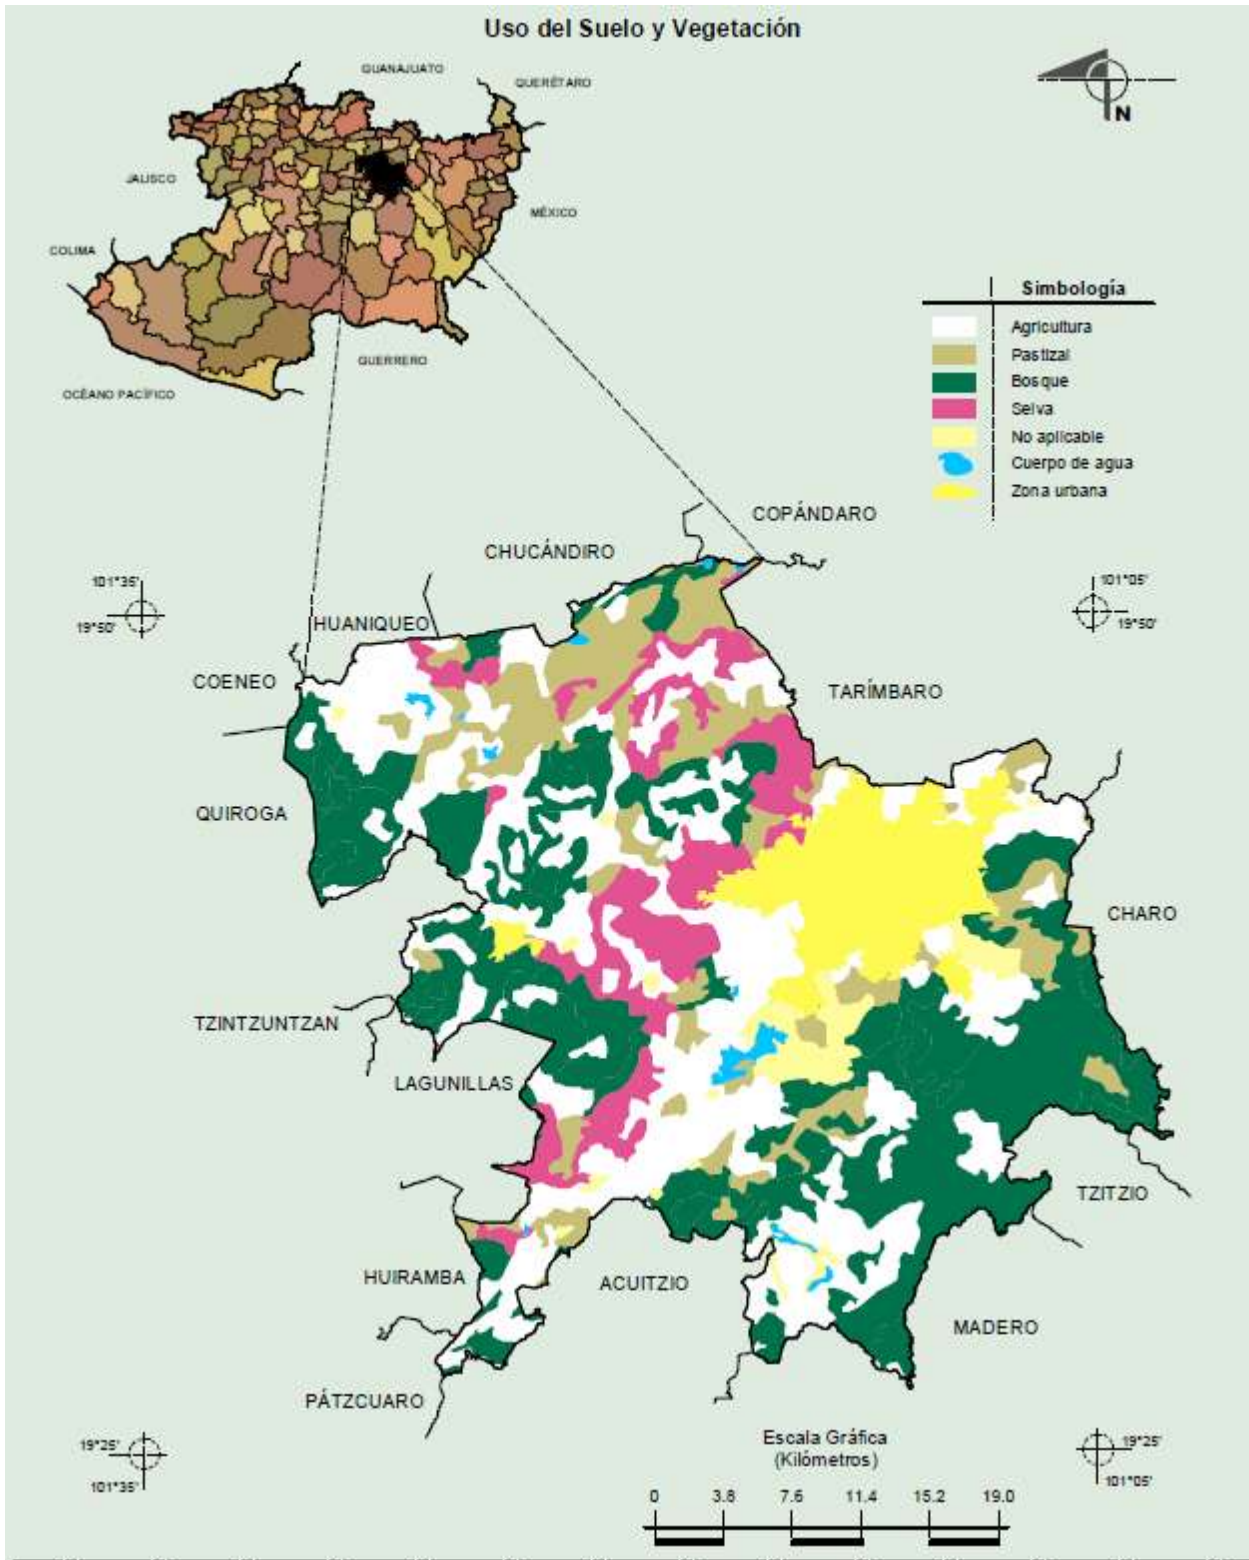 Uso del Suelo y Vegetación
GUANAJUATO
QUERÉTARO
N
JALISCO
MÉXICO
COLIMA
GUERRERO
OCÉANO PACÍFICO
Simbología
Agricultura
Pastizal
Bosque
Selva
No aplicable
Cuerpo de agua
Zona urbana
COPÁNDARO
CHUCÁNDIRO
101°35'
19°50'
101°05'
19°50'
HUANIQUEO
COENEO
TARÍMBARO
QUIROGA
CHARO
TZINTZUNTZAN
LAGUNILLAS
TZITZIO
HUIRAMBA
ACUITZIO
MADERO
PÁTZCUARO
19°25'
101°35'
Escala Gráfica
(Kilómetros)
0 3.8 7.6 11.4 15.2 19.0
19°25'
101°05'